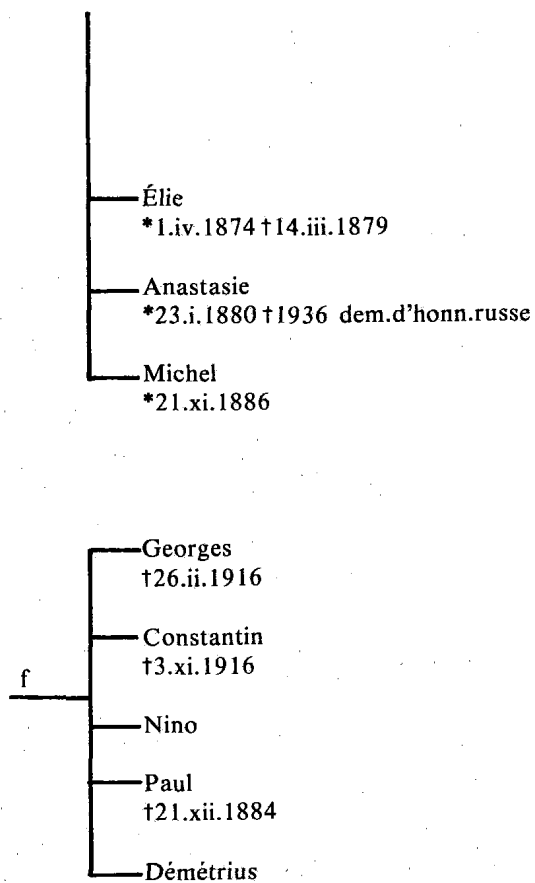 Élie
*1.iv.1874 †14.iii.1879
Anastasie
*23.i.1880 †1936 dem.d'honn.russe
Michel
*21.xi.1886
Georges
†26.ii.1916
Constantin
†3.xi.1916
f
Nino
Paul
†21.xii.1884
Démétrius